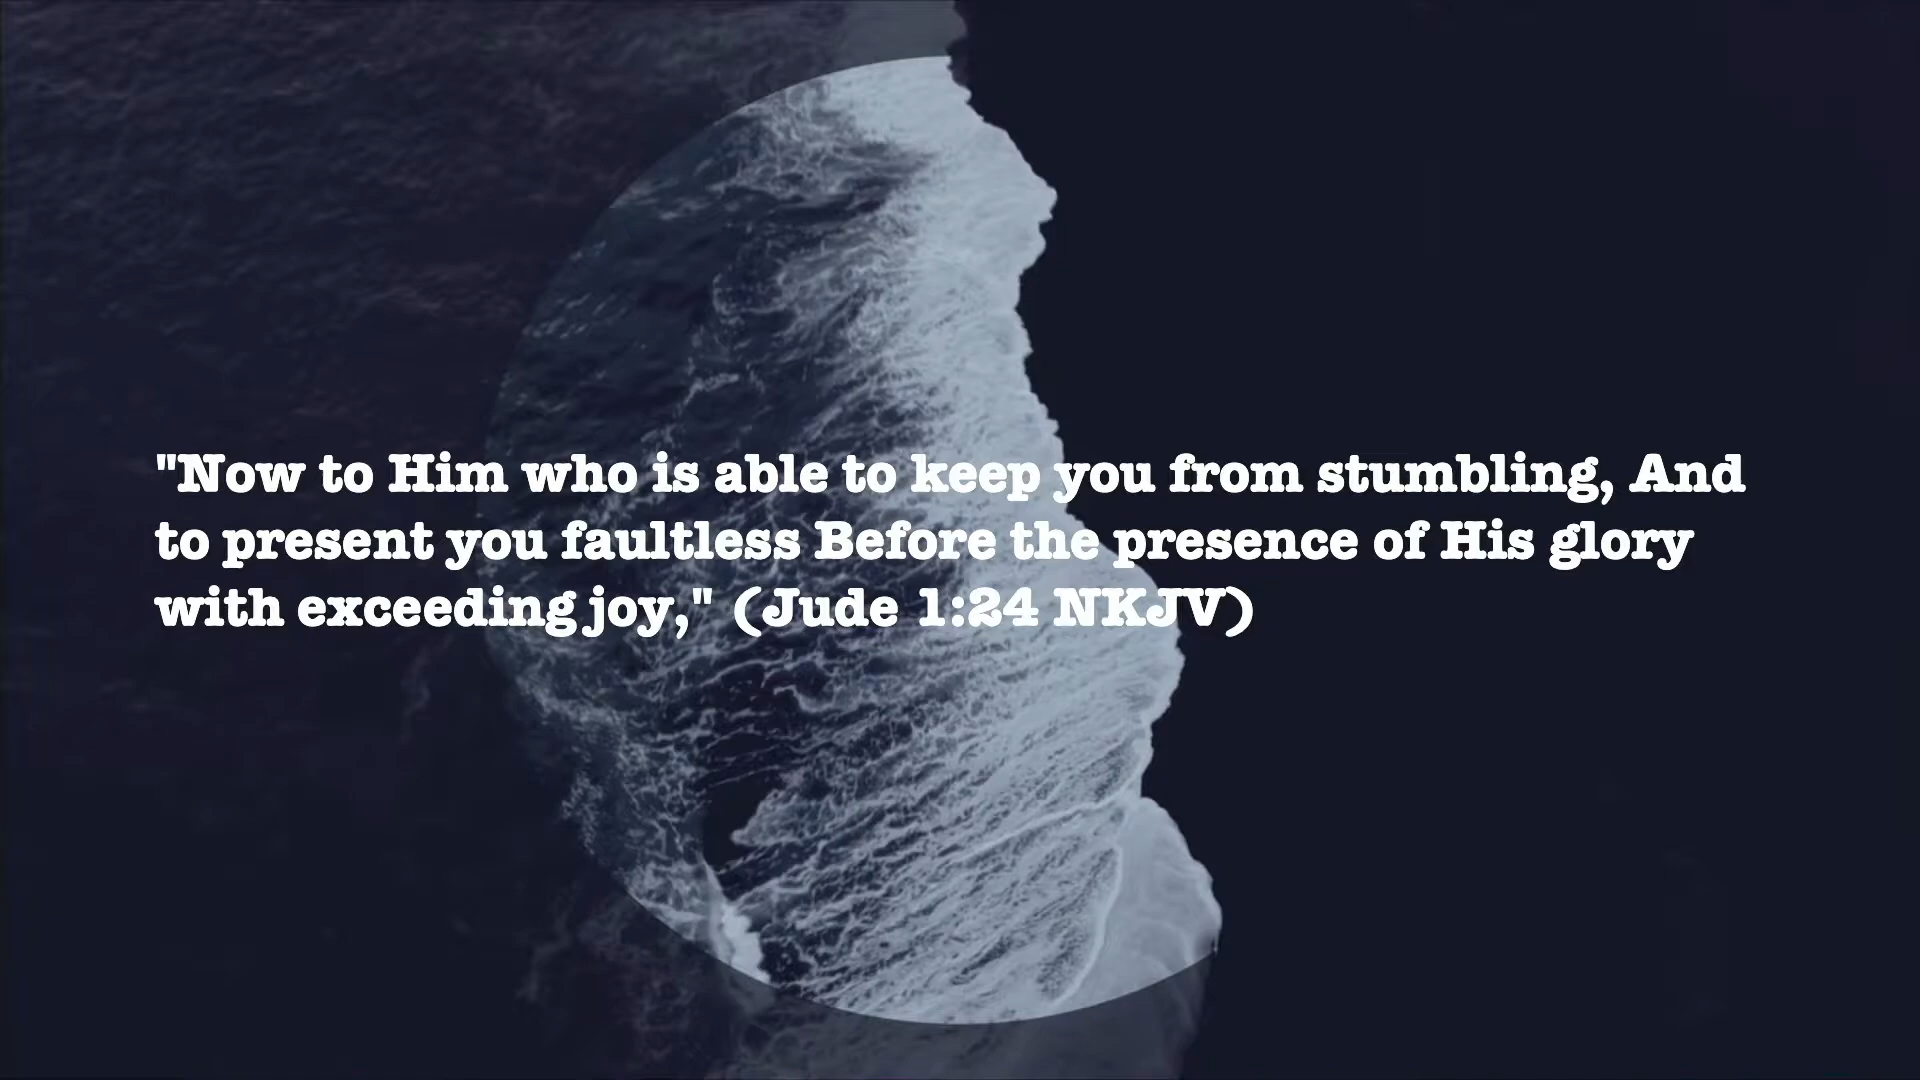 "Now to Him who is able to keep you from stumbling, And
to present you faultless Before the presence of His glory
with exceeding joy," (Jude 1:24 NKJV)